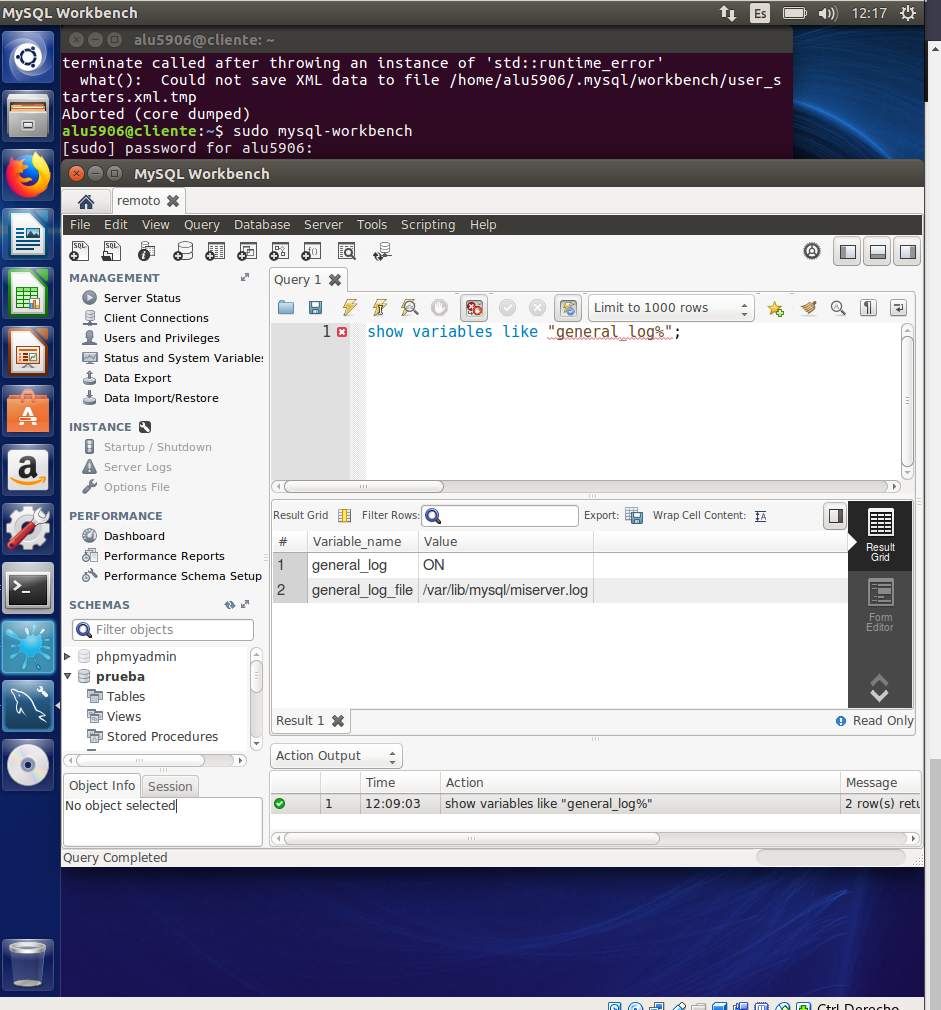 MySQL Workbench
Es
12:17
alu5906@cliente: ~
terminate called after throwing an instance of 'std::runtime_error'
what():  Could not save XML data to file /home/alu5906/.mysql/workbench/user_s
tarters.xml.tmp
Aborted (core dumped)
alu5906@cliente:~$ sudo mysql-workbench
[sudo] password for alu5906:
MySQL Workbench
remoto
File Edit View Query Database Server Tools Scripting Help
MANAGEMENT
Server Status
Client Connections
Users and Privileges
Status and System Variables
Data Export
Data Import/Restore
INSTANCE
Startup / Shutdown
Server Logs
Options File
PERFORMANCE
Dashboard
Performance Reports
Performance Schema Setup
SCHEMAS
Filter objects
phpmyadmin
prueba
Tables
Views
Stored Procedures
Object Info Session
No object selected
Query 1
Limit to 1000 rows
1 show variables like "general_log%";
Result Grid Filter Rows: Export: Wrap Cell Content:
# Variable_name Value
1 general_log ON
2 general_log_file /var/lib/mysql/miserver.log
Result Grid
Form Editor
Result 1
Read Only
Action Output
Time Action Message
1 12:09:03 show variables like "general_log%" 2 row(s) retu
Query Completed
Ctrl Derecho